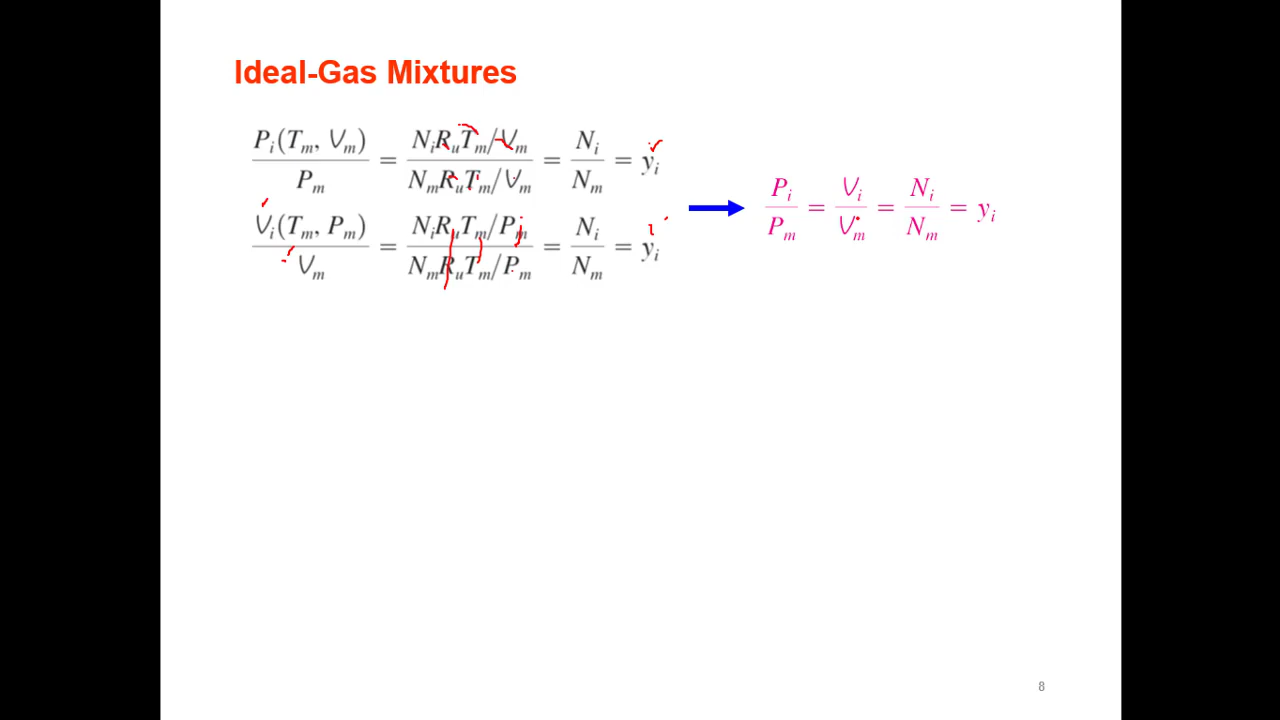 Ideal-Gas Mixtures
P_i(T_m, V_m) / P_m = (N_i R_u T_m / V_m) / (N_m R_u T_m / V_m) = N_i / N_m = y_i
V_i(T_m, P_m) / V_m = (N_i R_u T_m / P_m) / (N_m R_u T_m / P_m) = N_i / N_m = y_i
P_i / P_m = V_i / V_m = N_i / N_m = y_i
8